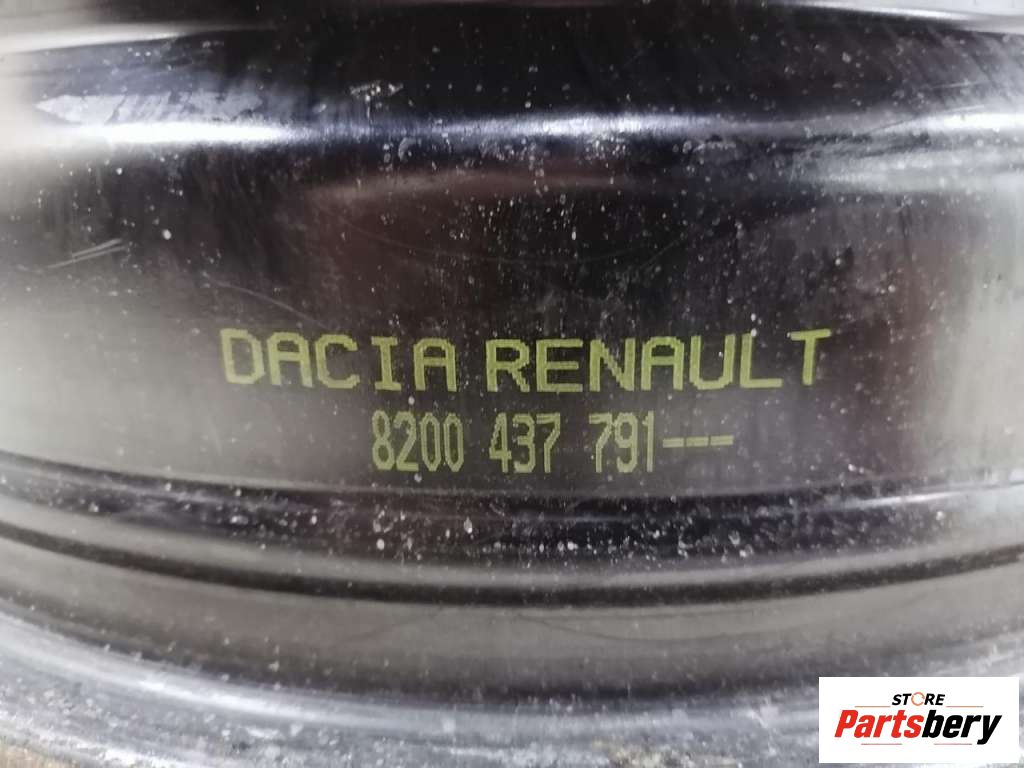 DACIA RENAULT
8200 437 791---
STORE
Partsbery